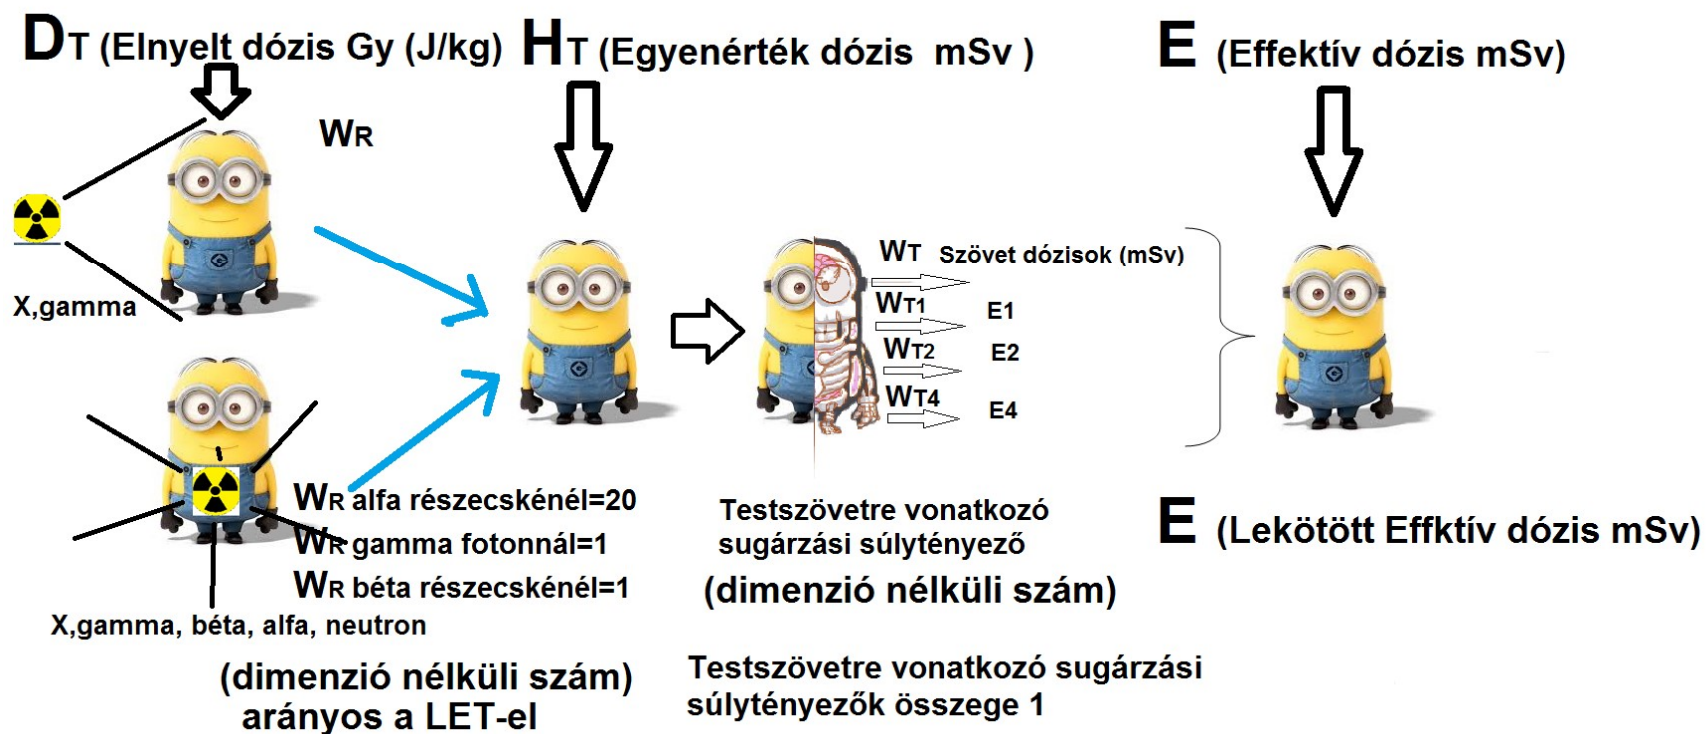 DT (Elnyelt dózis Gy (J/kg)
HT (Egyenérték dózis mSv )
E (Effektív dózis mSv)
WR
X,gamma
WT Szövet dózisok (mSv)
WT1 E1
WT2 E2
WT4 E4
WR alfa részecskénél=20
WR gamma fotonnál=1
WR béta részecskénél=1
X,gamma, béta, alfa, neutron
(dimenzió nélküli szám)
arányos a LET-el
Testszövetre vonatkozó
sugárzási súlytényező
(dimenzió nélküli szám)
Testszövetre vonatkozó sugárzási
súlytényezők összege 1
E (Lekötött Effktív dózis mSv)